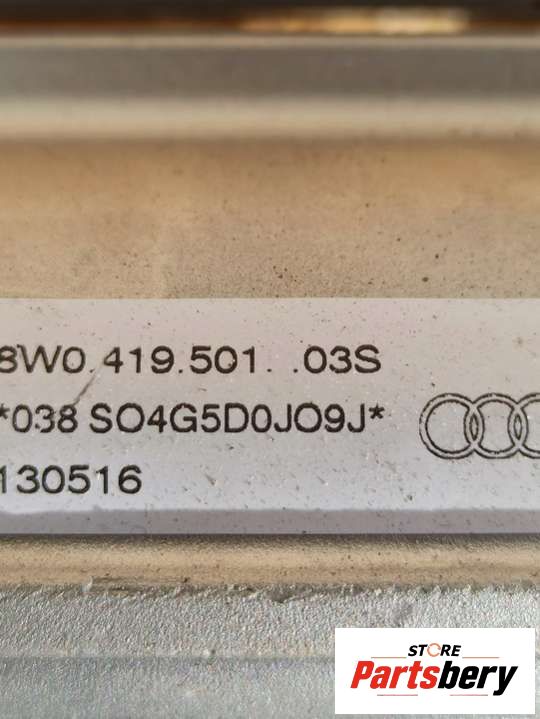 8W0.419.501. .03S
*038 SO4G5D0JO9J*
130516
STORE
Partsbery